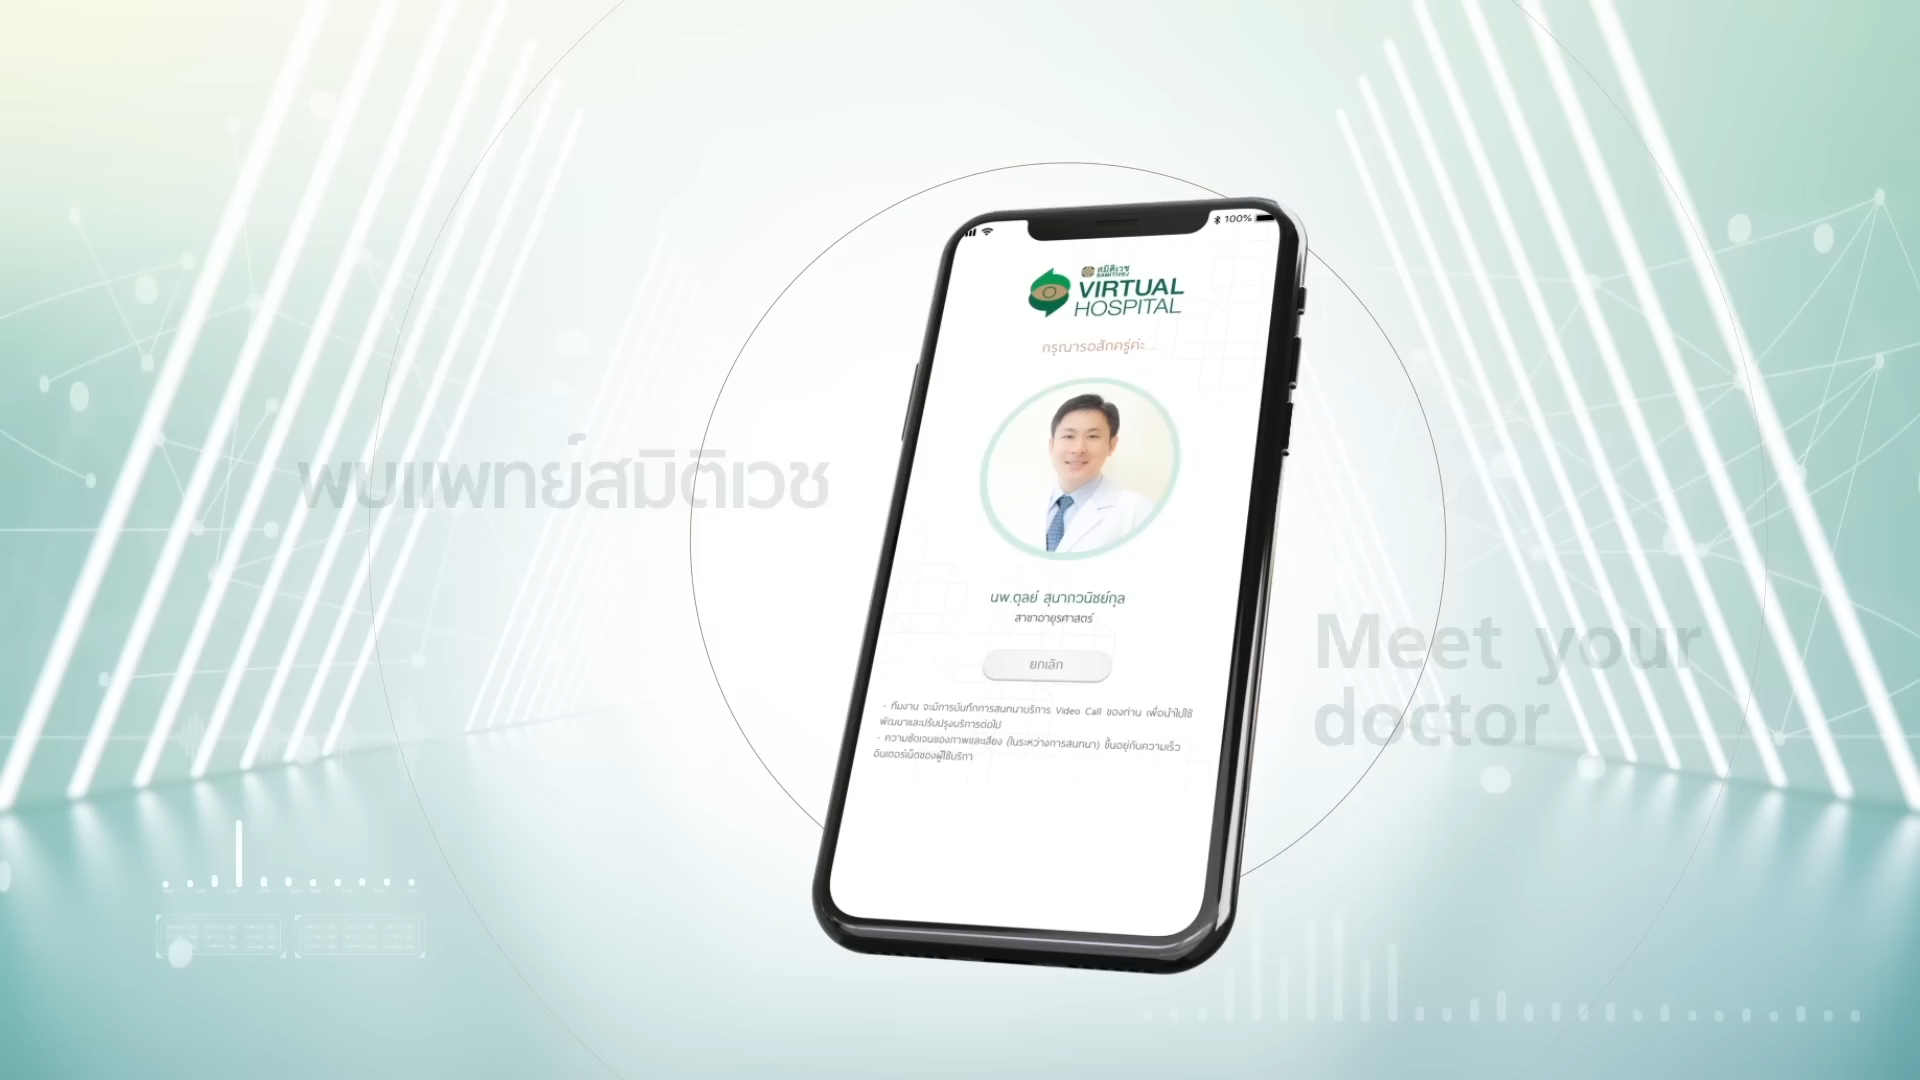 100%
สมิติเวช
SAMITIVEJ
VIRTUAL
HOSPITAL
กรุณารอสักครู่ค่ะ...
พบแพทย์สมิติเวช
นพ.ตุลย์ สุนาถวนิชย์กุล
สาขาอายุรศาสตร์
ยกเลิก
Meet your
doctor
- ทีมงาน จะมีการบันทึกการสนทนาบริการ Video Call ของท่าน เพื่อนำไปใช้
พัฒนาและปรับปรุงบริการต่อไป
- ความชัดเจนของภาพและเสียง (ในระหว่างการสนทนา) ขึ้นอยู่กับความเร็ว
อินเตอร์เน็ตของผู้ใช้บริกา